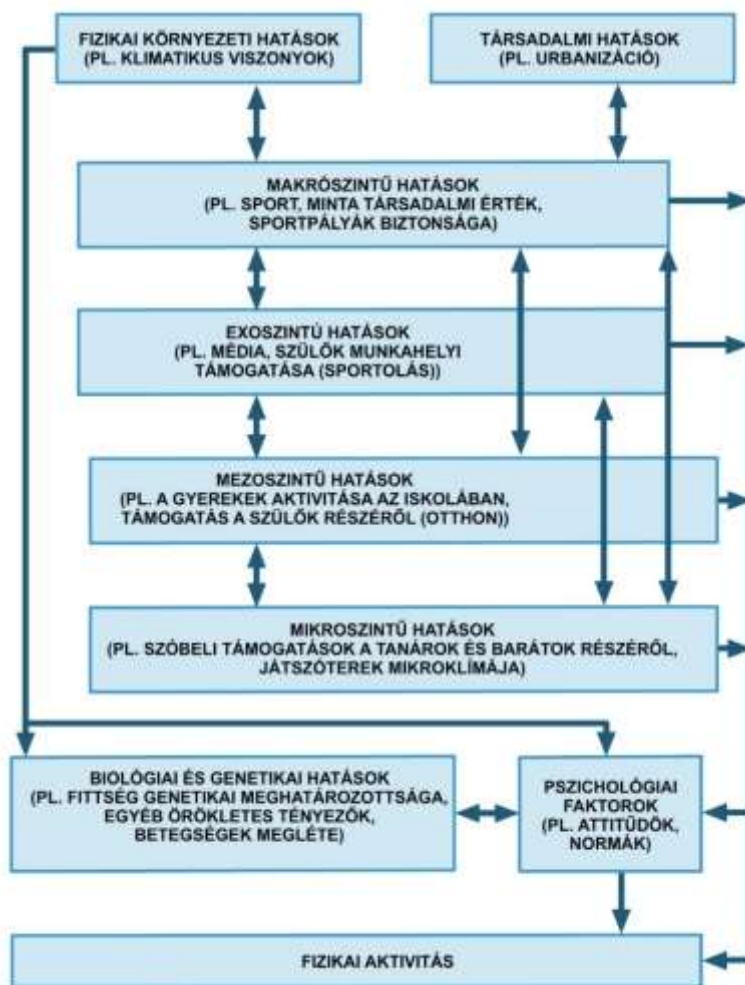 FIZIKAI KÖRNYEZETI HATÁSOK
(PL. KLIMATIKUS VISZONYOK)
TÁRSADALMI HATÁSOK
(PL. URBANIZÁCIÓ)
MAKRÓSZINTŰ HATÁSOK
(PL. SPORT, MINTA TÁRSADALMI ÉRTÉK,
SPORTPÁLYÁK BIZTONSÁGA)
EXOSZINTÚ HATÁSOK
(PL. MÉDIA, SZÜLŐK MUNKAHELYI
TÁMOGATÁSA (SPORTOLÁS))
MEZOSZINTŰ HATÁSOK
(PL. A GYEREKEK AKTIVITÁSA AZ ISKOLÁBAN,
TÁMOGATÁS A SZÜLŐK RÉSZÉRŐL (OTTHON))
MIKROSZINTŰ HATÁSOK
(PL. SZÓBELI TÁMOGATÁSOK A TANÁROK ÉS BARÁTOK RÉSZÉRŐL,
JÁTSZÓTEREK MIKROKLÍMÁJA)
BIOLÓGIAI ÉS GENETIKAI HATÁSOK
(PL. FITTSÉG GENETIKAI MEGHATÁROZOTTSÁGA,
EGYÉB ÖRÖKLETES TÉNYEZŐK,
BETEGSÉGEK MEGLÉTE)
PSZICHOLÓGIAI
FAKTOROK
(PL. ATTITŰDÖK,
NORMÁK)
FIZIKAI AKTIVITÁS